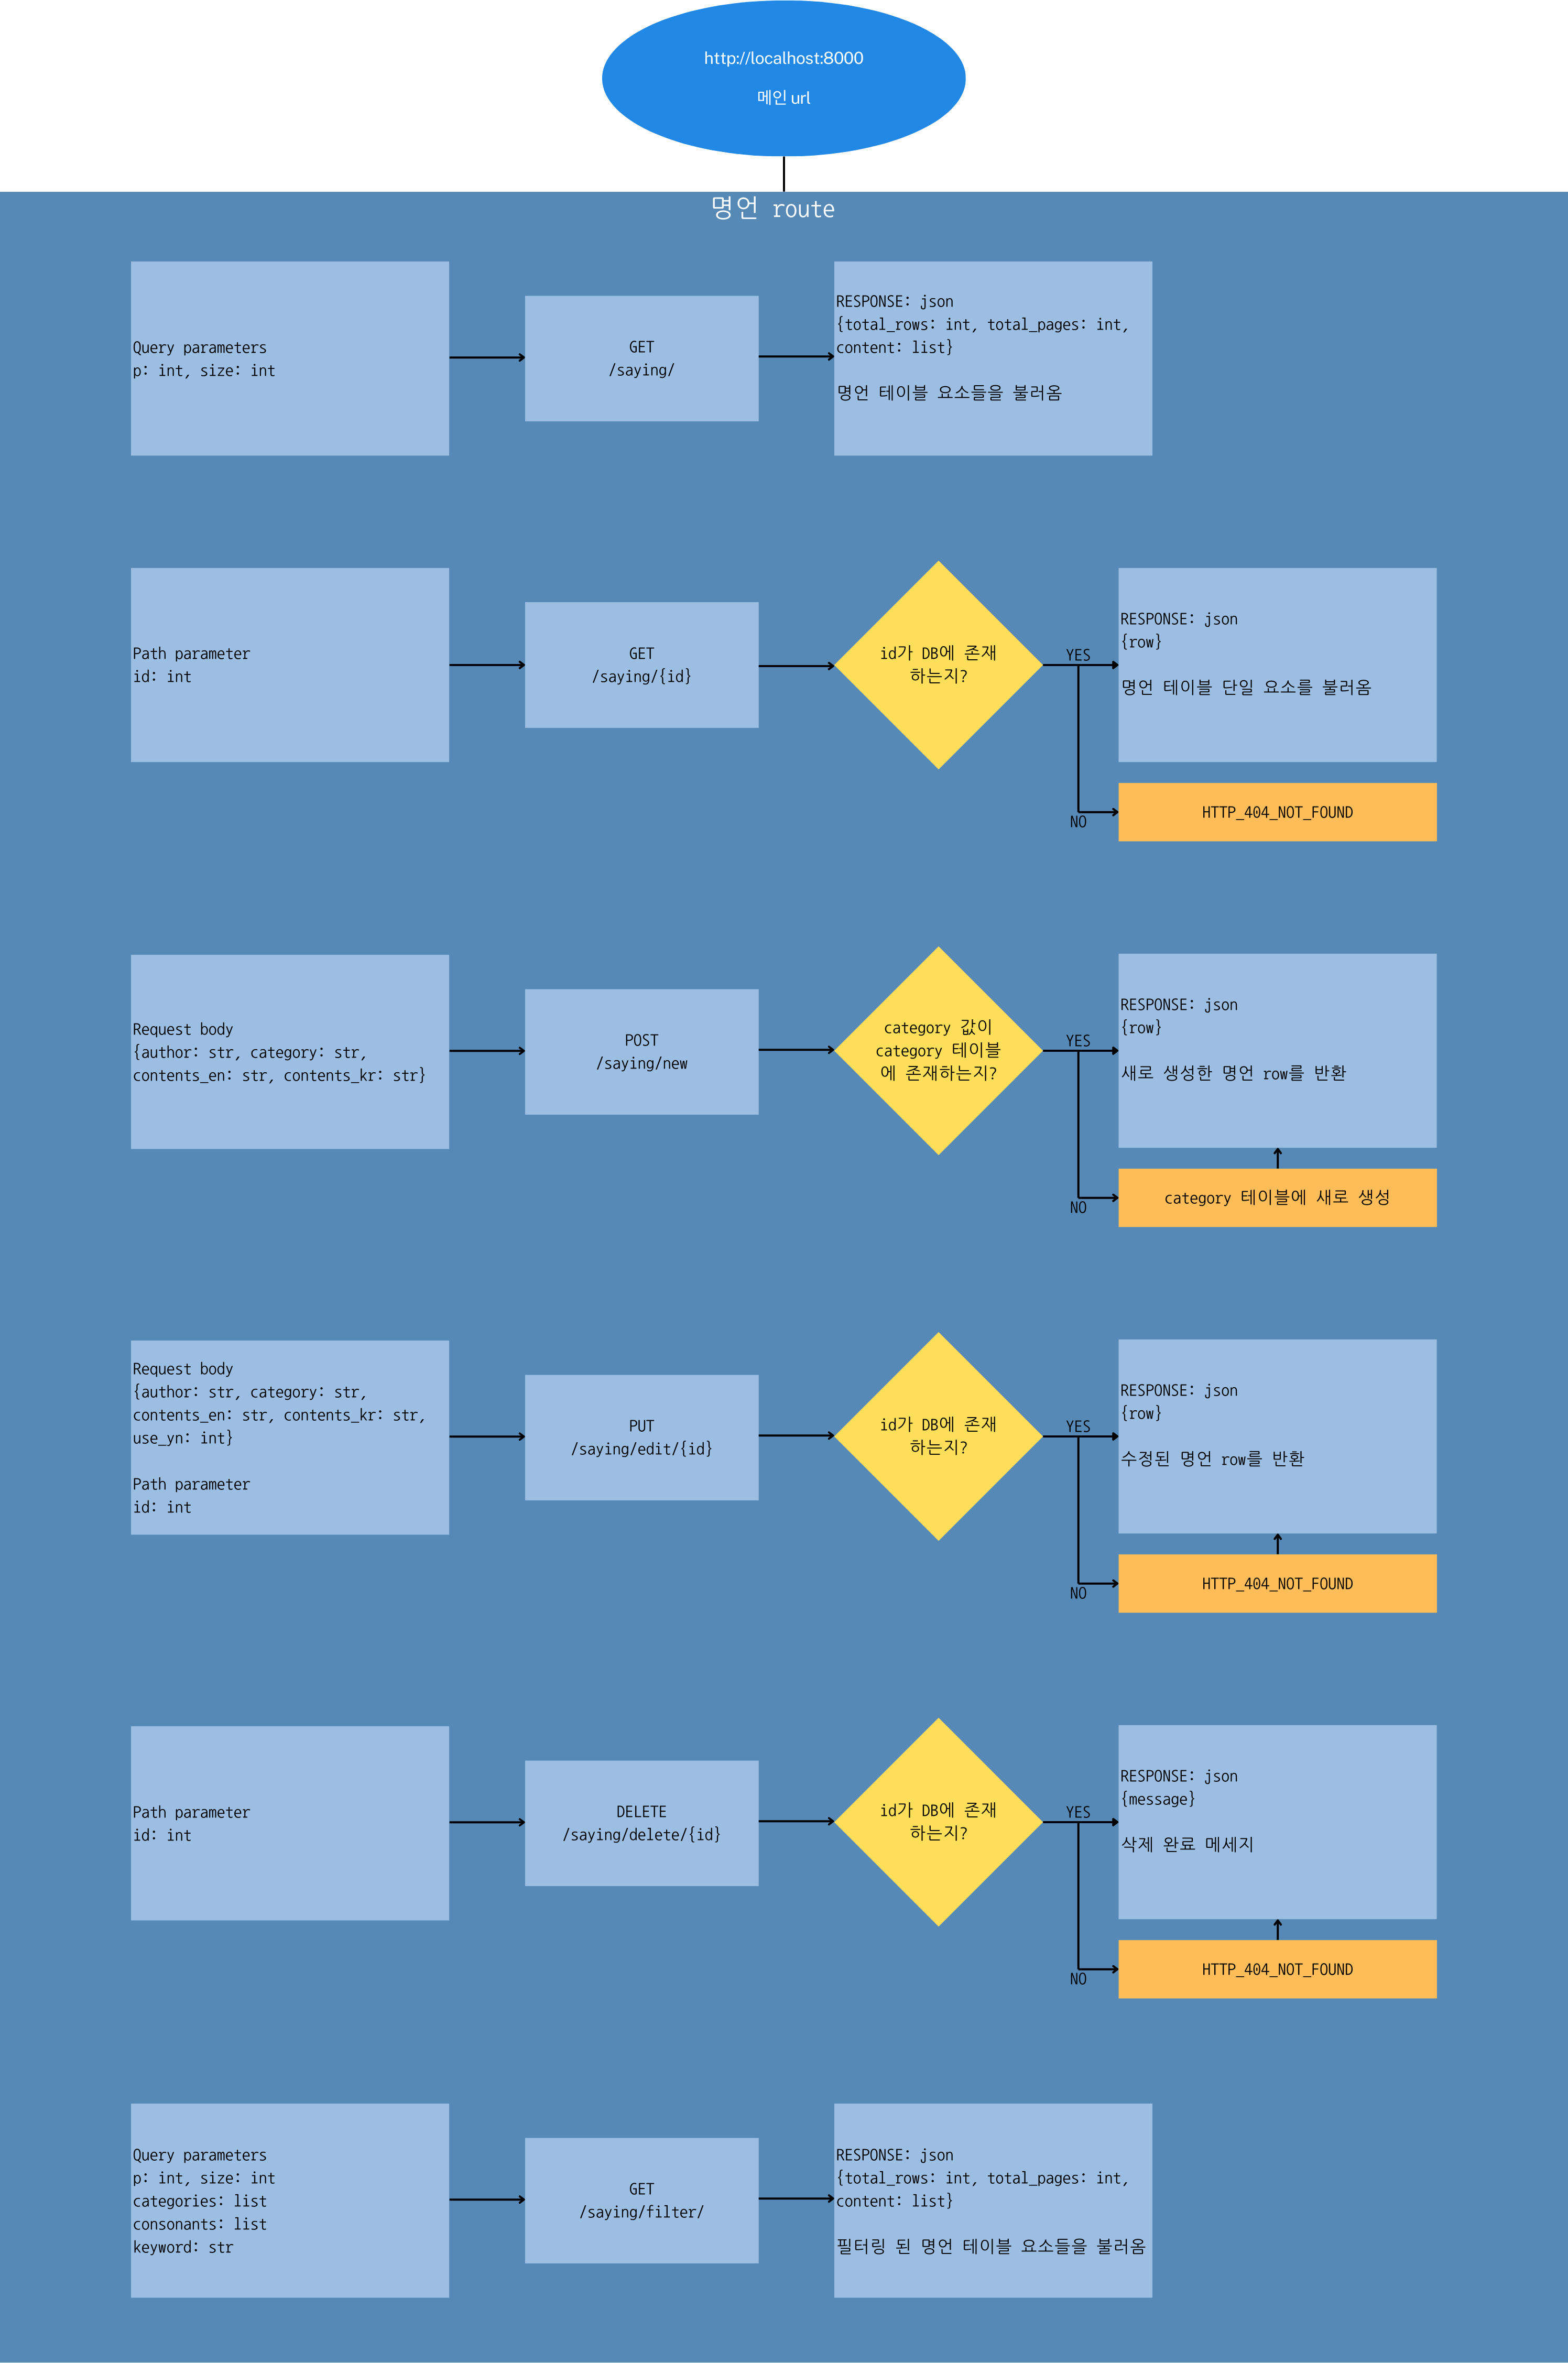 http://localhost:8000
메인 url
명언 route
Query parameters
p: int, size: int
GET
/saying/
RESPONSE: json
{total_rows: int, total_pages: int,
content: list}
명언 테이블 요소들을 불러옴
Path parameter
id: int
GET
/saying/{id}
id가 DB에 존재
하는지?
YES
NO
RESPONSE: json
{row}
명언 테이블 단일 요소를 불러옴
HTTP_404_NOT_FOUND
Request body
{author: str, category: str,
contents_en: str, contents_kr: str}
POST
/saying/new
category 값이
category 테이블
에 존재하는지?
YES
NO
RESPONSE: json
{row}
새로 생성한 명언 row를 반환
category 테이블에 새로 생성
Request body
{author: str, category: str,
contents_en: str, contents_kr: str,
use_yn: int}
Path parameter
id: int
PUT
/saying/edit/{id}
id가 DB에 존재
하는지?
YES
NO
RESPONSE: json
{row}
수정된 명언 row를 반환
HTTP_404_NOT_FOUND
Path parameter
id: int
DELETE
/saying/delete/{id}
id가 DB에 존재
하는지?
YES
NO
RESPONSE: json
{message}
삭제 완료 메세지
HTTP_404_NOT_FOUND
Query parameters
p: int, size: int
categories: list
consonants: list
keyword: str
GET
/saying/filter/
RESPONSE: json
{total_rows: int, total_pages: int,
content: list}
필터링 된 명언 테이블 요소들을 불러옴